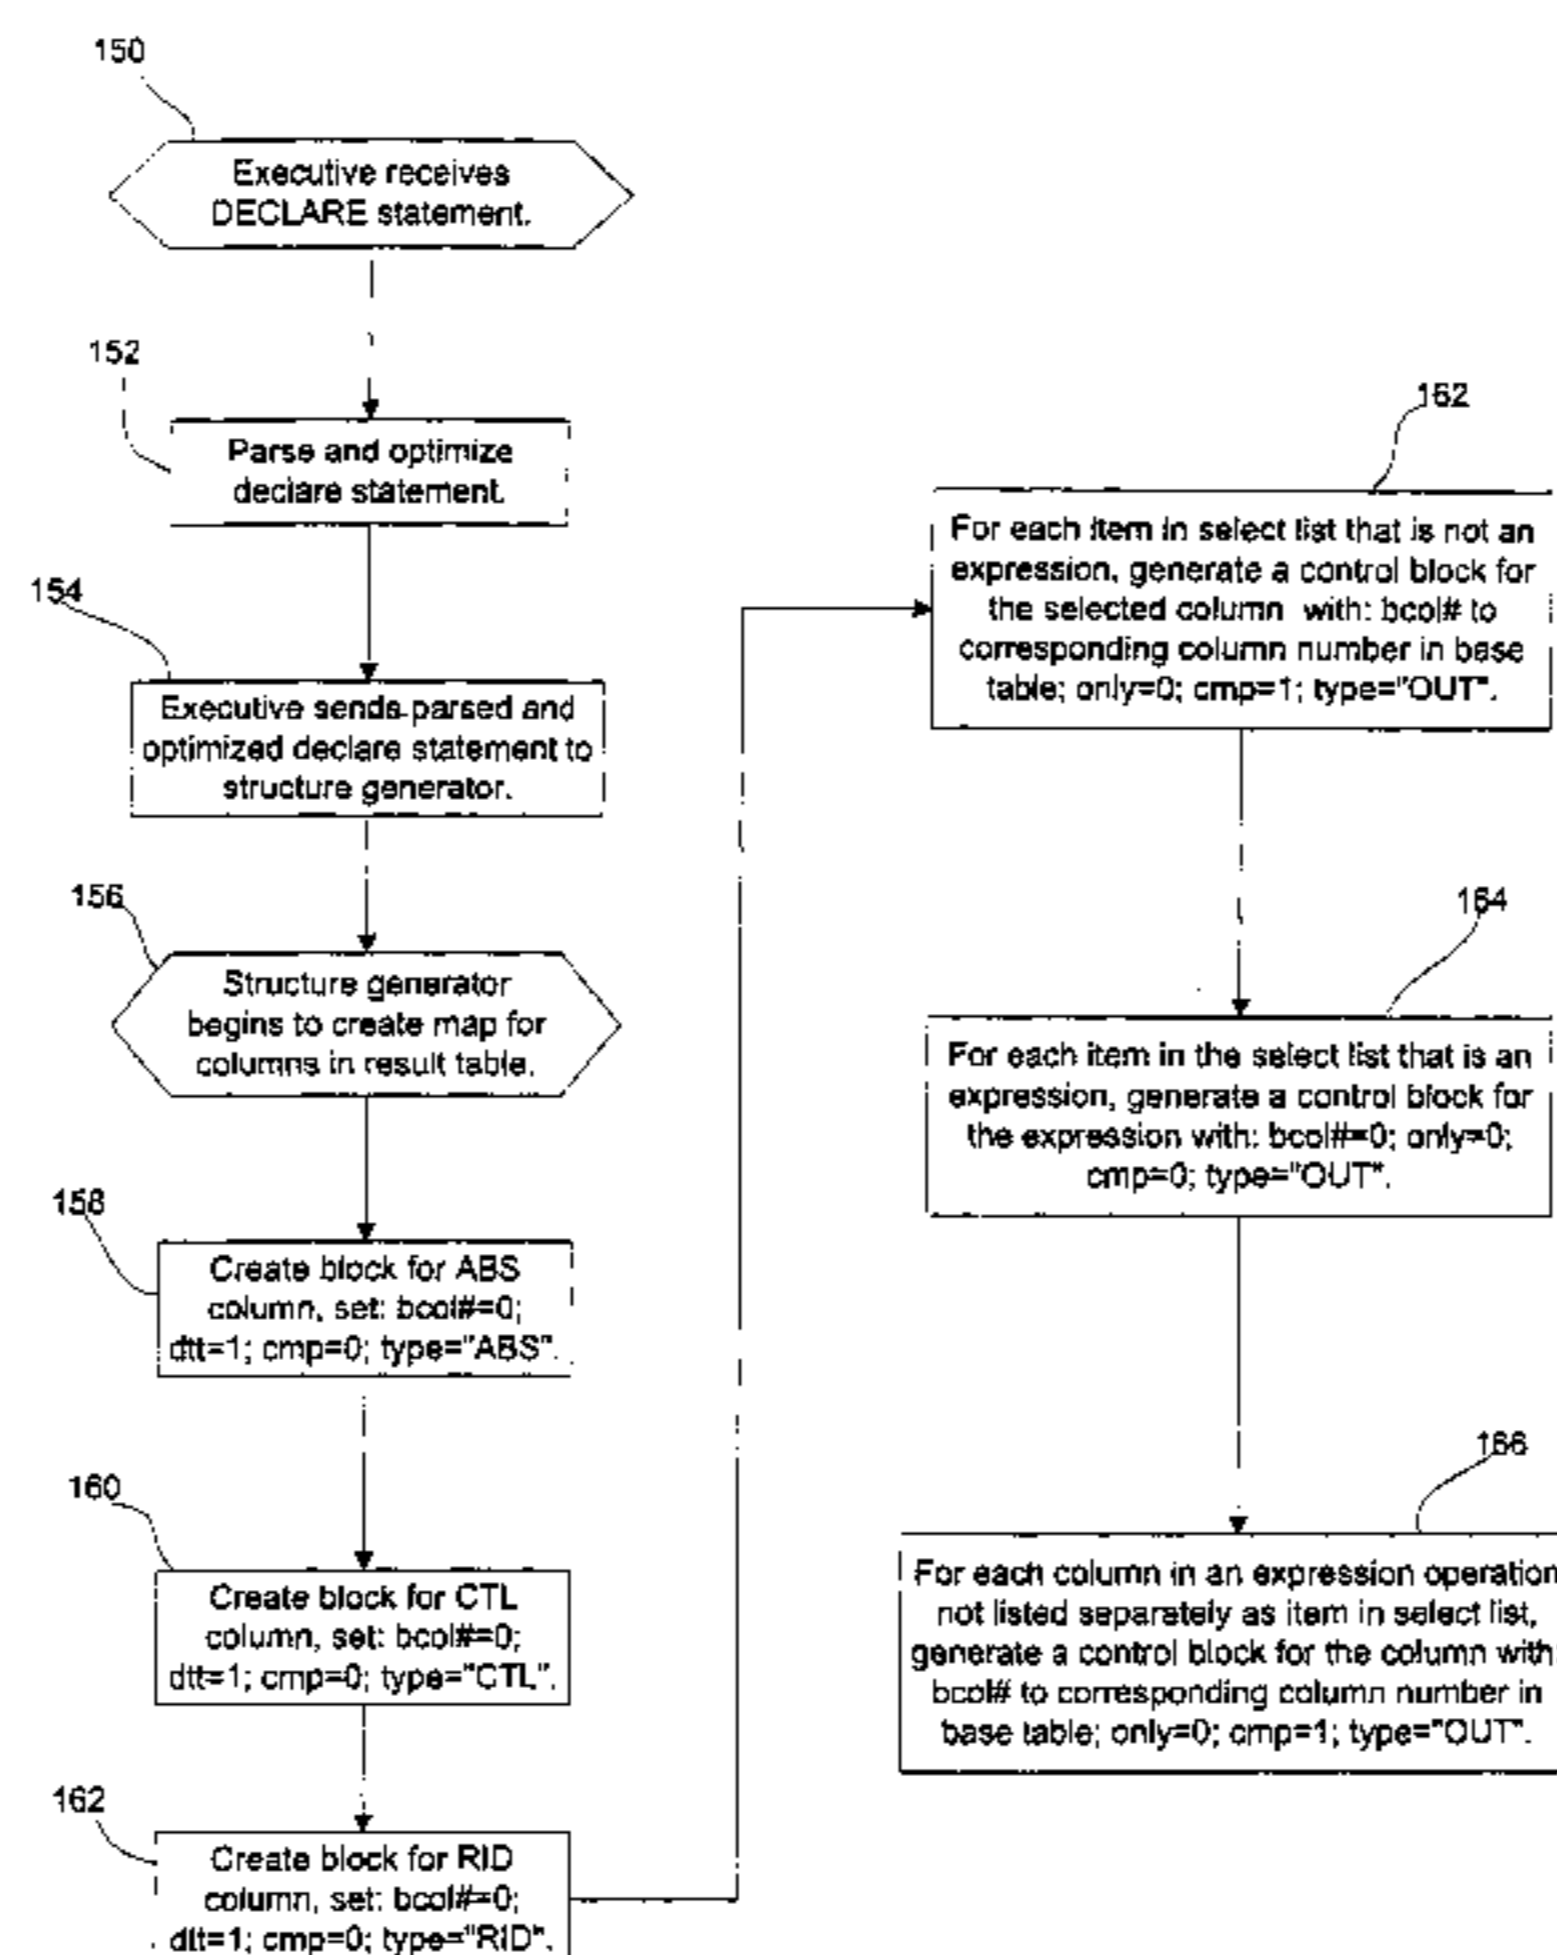 150
Executive receives
DECLARE statement.
152
Parse and optimize
declare statement.
154
Executive sends parsed and
optimized declare statement to
structure generator.
156
Structure generator
begins to create map for
columns in result table.
158
Create block for ABS
column, set: bcol#=0;
dtt=1; cmp=0; type="ABS".
160
Create block for CTL
column, set: bcol#=0;
dtt=1; cmp=0; type="CTL".
162
Create block for RID
column, set: bcol#=0;
dtt=1; cmp=0; type="RID".
162
For each item in select list that is not an
expression, generate a control block for
the selected column with: bcol# to
corresponding column number in base
table; only=0; cmp=1; type="OUT".
164
For each item in the select list that is an
expression, generate a control block for
the expression with: bcol#=0; only=0;
cmp=0; type="OUT".
166
For each column in an expression operation
not listed separately as item in select list,
generate a control block for the column with:
bcol# to corresponding column number in
base table; only=0; cmp=1; type="OUT".